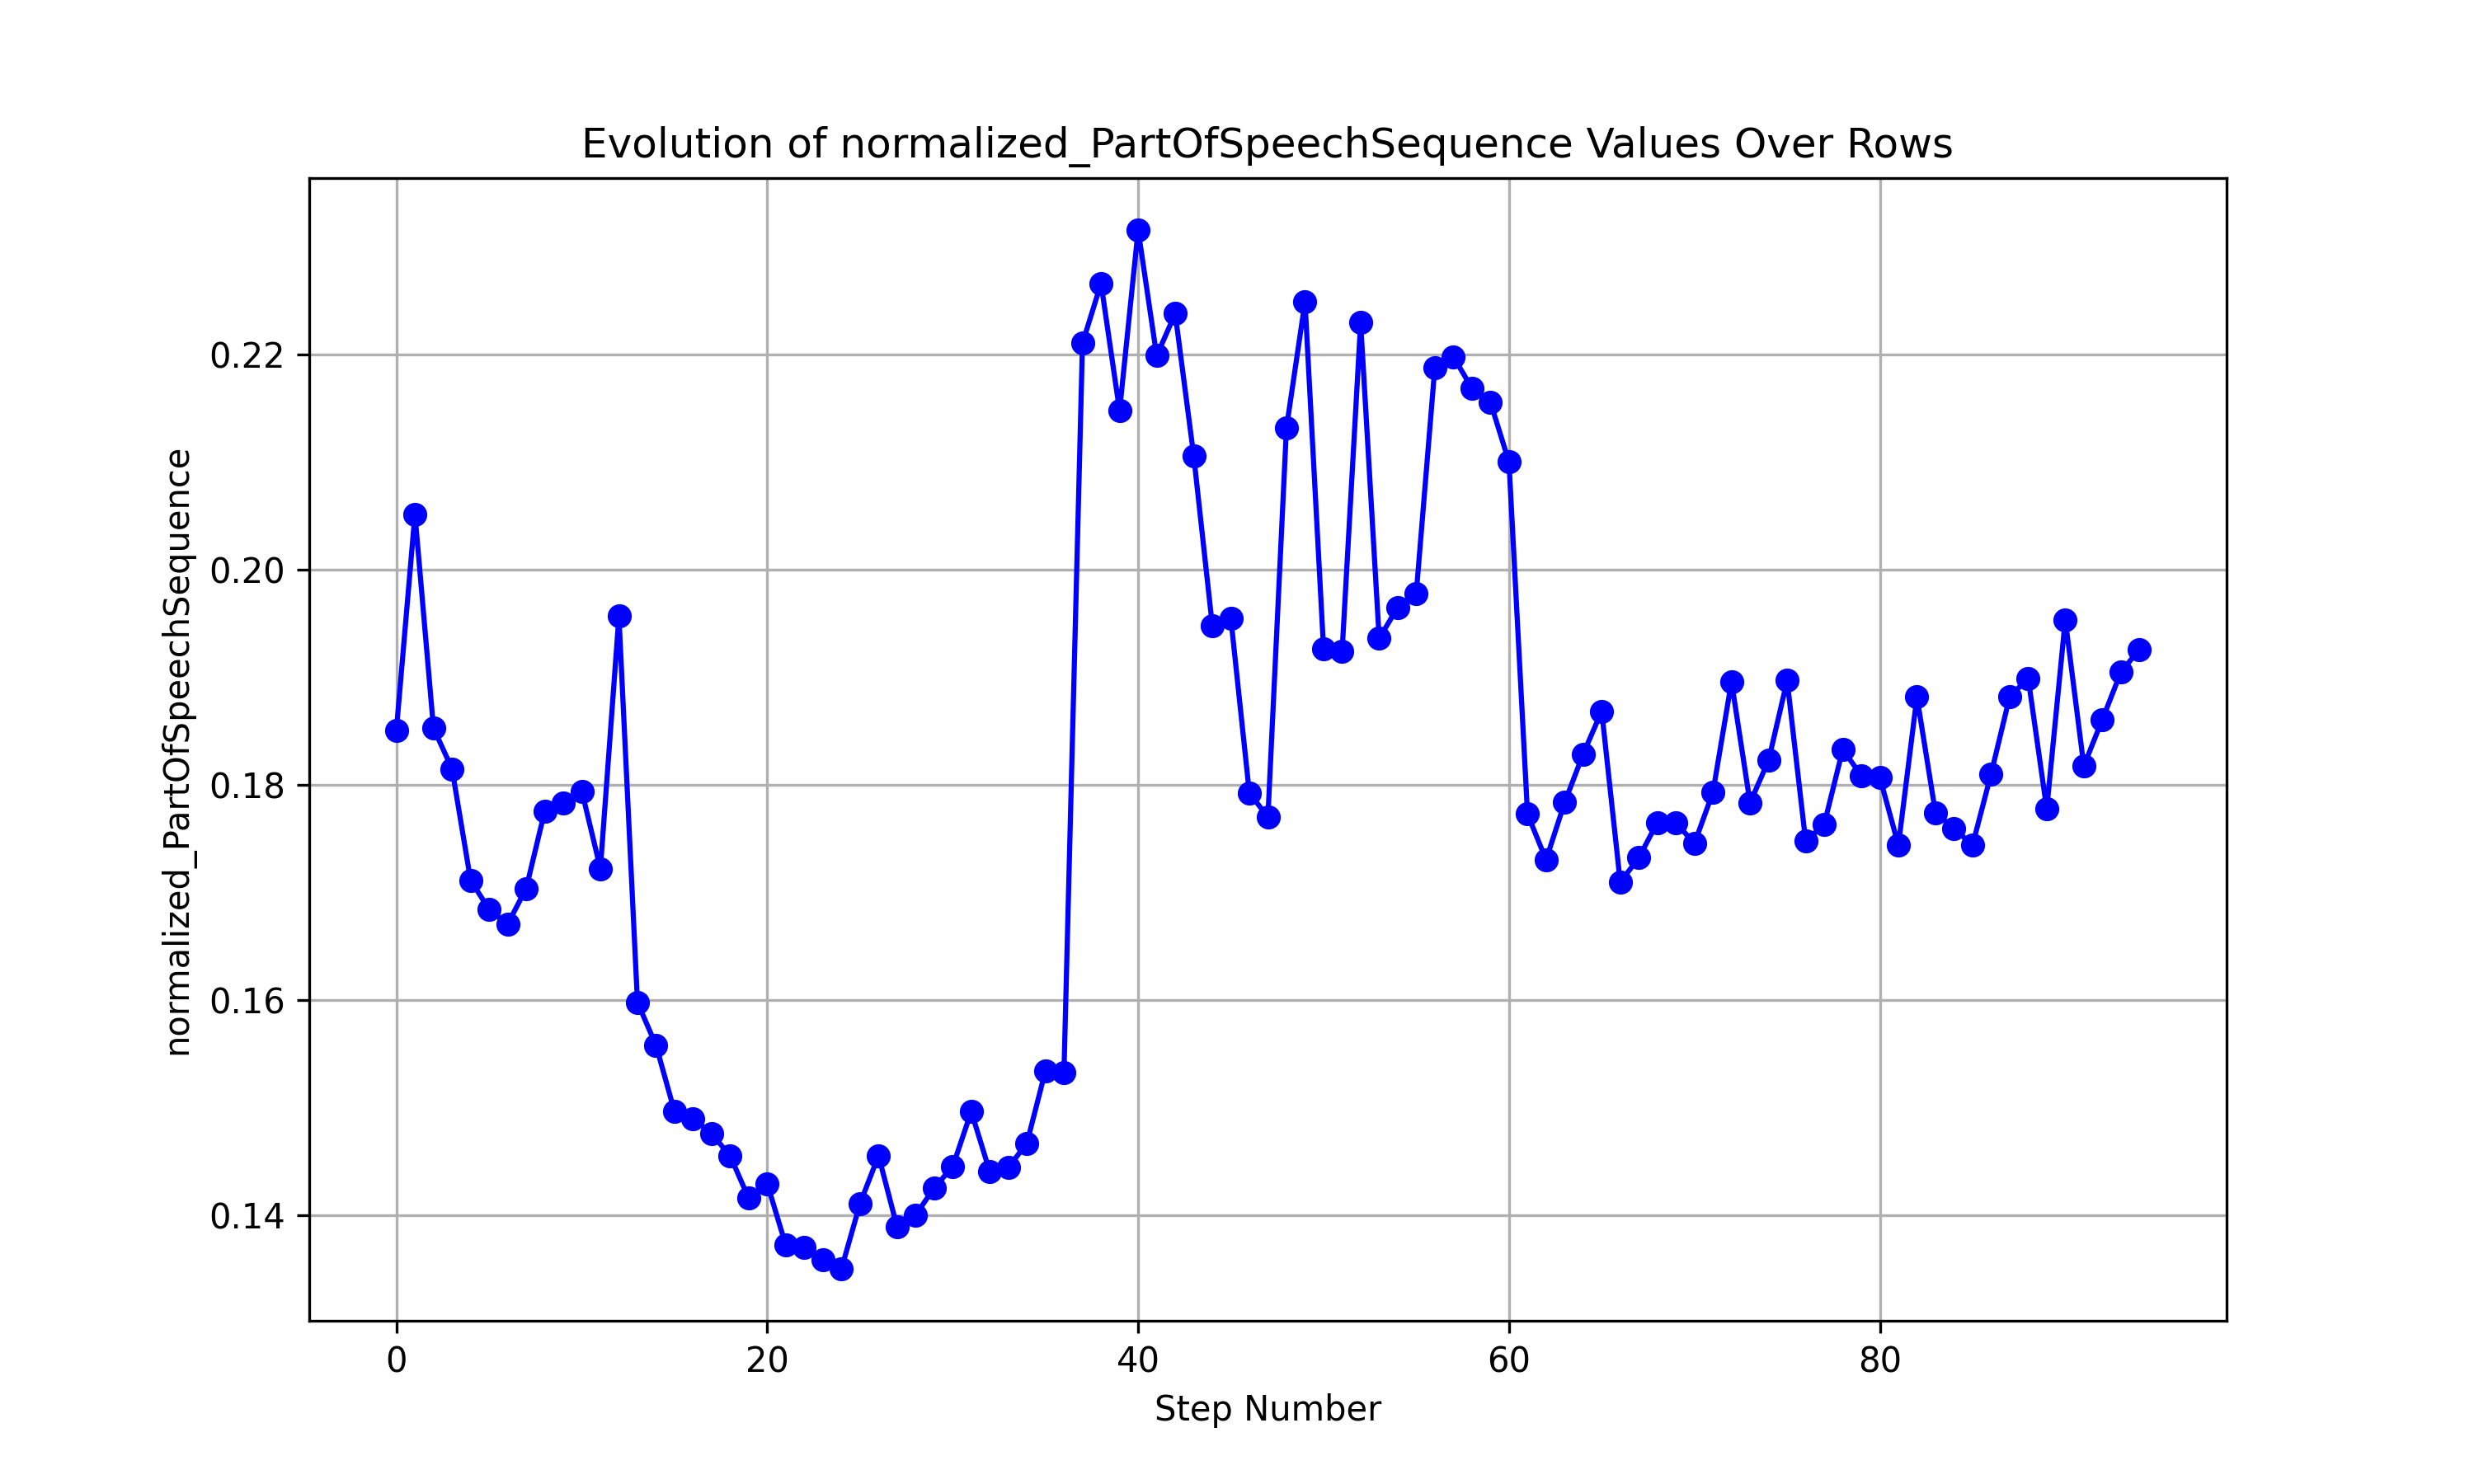 Evolution of normalized_PartOfSpeechSequence Values Over Rows
normalized_PartOfSpeechSequence
0.22
0.20
0.18
0.16
0.14
0 20 40 60 80
Step Number